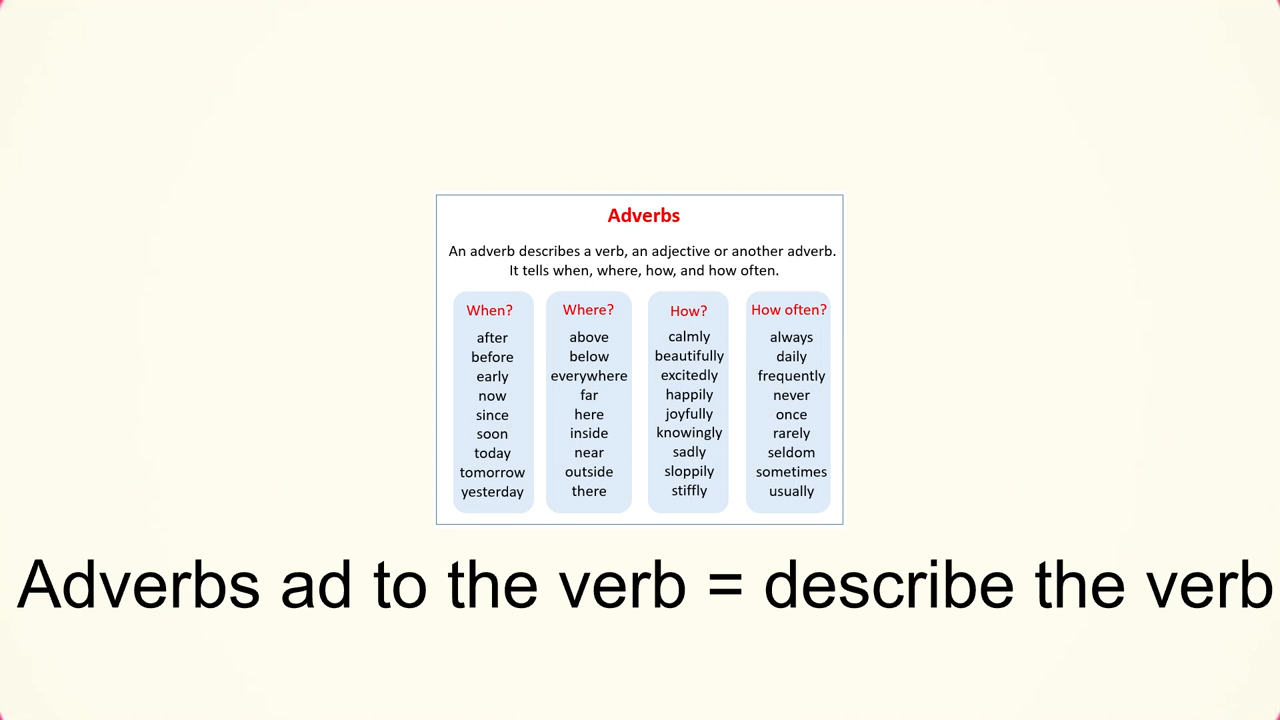 Adverbs
An adverb describes a verb, an adjective or another adverb.
It tells when, where, how, and how often.
When?
after
before
early
now
since
soon
today
tomorrow
yesterday
Where?
above
below
everywhere
far
here
inside
near
outside
there
How?
calmly
beautifully
excitedly
happily
joyfully
knowingly
sadly
sloppily
stiffly
How often?
always
daily
frequently
never
once
rarely
seldom
sometimes
usually
Adverbs ad to the verb = describe the verb